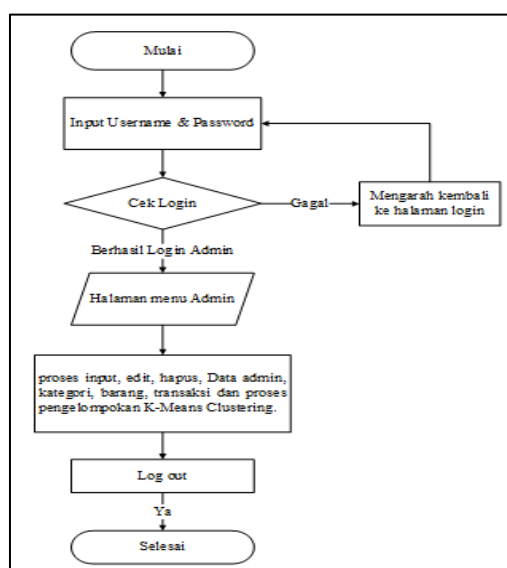 Mulai
Input Username & Password
Cek Login
Gagal
Mengarah kembali
ke halaman login
Berhasil Login Admin
Halaman menu Admin
proses input, edit, hapus, Data admin,
kategori, barang, transaksi dan proses
pengelompokan K-Means Clustering.
Log out
Ya
Selesai